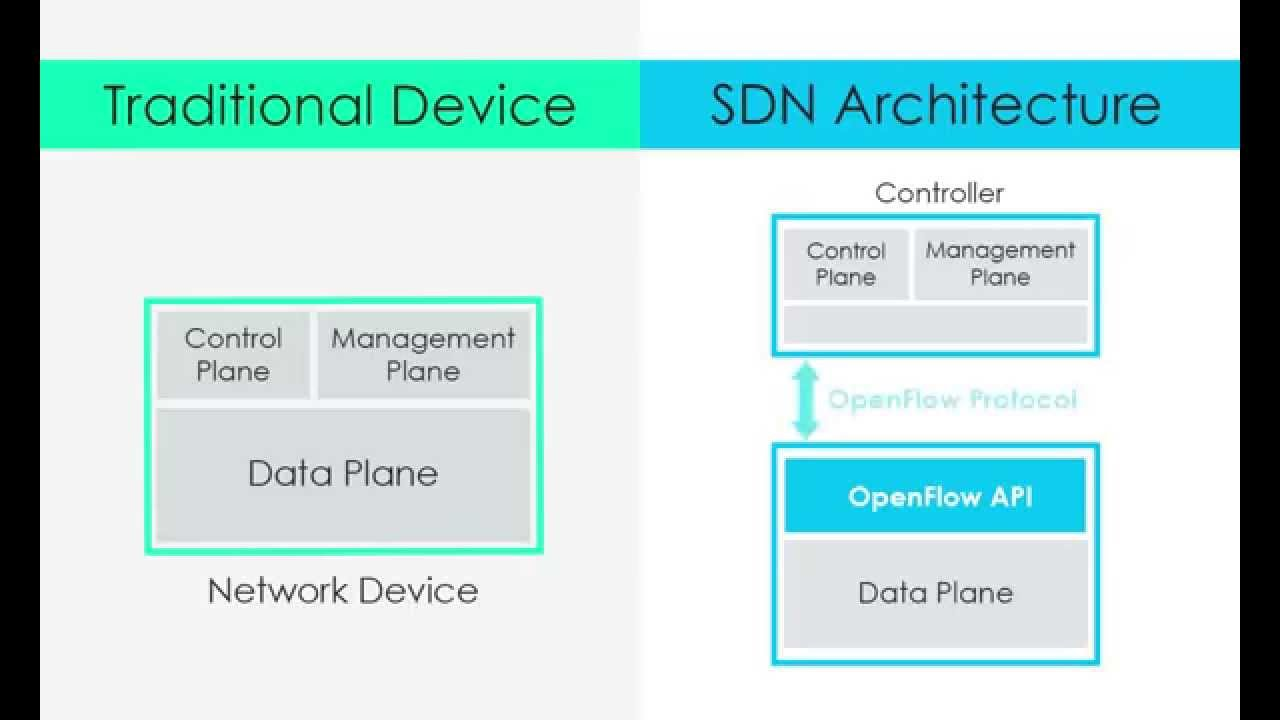 Traditional Device
SDN Architecture
Control
Plane
Management
Plane
Data Plane
Network Device
Controller
Control
Plane
Management
Plane
OpenFlow Protocol
OpenFlow API
Data Plane